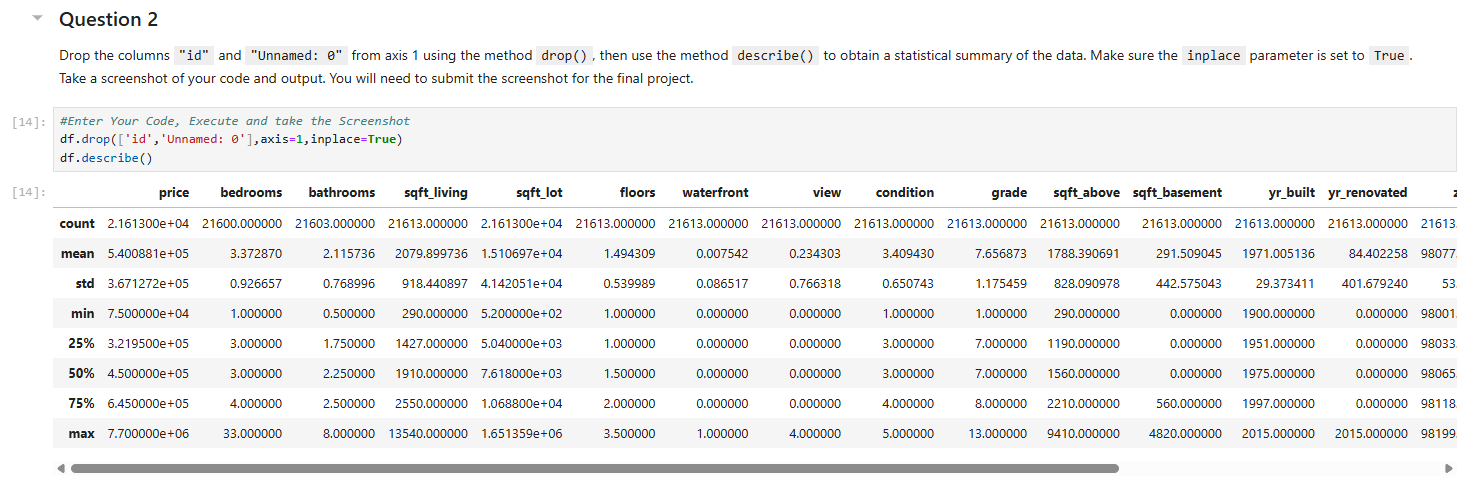 Question 2
Drop the columns "id" and "Unnamed: 0" from axis 1 using the method drop(), then use the method describe() to obtain a statistical summary of the data. Make sure the inplace parameter is set to True.
Take a screenshot of your code and output. You will need to submit the screenshot for the final project.
[14]: #Enter Your Code, Execute and take the Screenshot
df.drop(['id','Unnamed: 0'],axis=1,inplace=True)
df.describe()
[14]: price bedrooms bathrooms sqft_living sqft_lot floors waterfront view condition grade sqft_above sqft_basement yr_built yr_renovated z
count 2.161300e+04 21600.000000 21603.000000 21613.000000 2.161300e+04 21613.000000 21613.000000 21613.000000 21613.000000 21613.000000 21613.000000 21613.000000 21613.000000 21613.000000 21613.
mean 5.400881e+05 3.372870 2.115736 2079.899736 1.510697e+04 1.494309 0.007542 0.234303 3.409430 7.656873 1788.390691 291.509045 1971.005136 84.402258 98077.
std 3.671272e+05 0.926657 0.768996 918.440897 4.142051e+04 0.539989 0.086517 0.766318 0.650743 1.175459 828.090978 442.575043 29.373411 401.679240 53.
min 7.500000e+04 1.000000 0.500000 290.000000 5.200000e+02 1.000000 0.000000 0.000000 1.000000 1.000000 290.000000 0.000000 1900.000000 0.000000 98001.
25% 3.219500e+05 3.000000 1.750000 1427.000000 5.040000e+03 1.000000 0.000000 0.000000 3.000000 7.000000 1190.000000 0.000000 1951.000000 0.000000 98033.
50% 4.500000e+05 3.000000 2.250000 1910.000000 7.618000e+03 1.500000 0.000000 0.000000 3.000000 7.000000 1560.000000 0.000000 1975.000000 0.000000 98065.
75% 6.450000e+05 4.000000 2.500000 2550.000000 1.068800e+04 2.000000 0.000000 0.000000 4.000000 8.000000 2210.000000 560.000000 1997.000000 0.000000 98118.
max 7.700000e+06 33.000000 8.000000 13540.000000 1.651359e+06 3.500000 1.000000 4.000000 5.000000 13.000000 9410.000000 4820.000000 2015.000000 2015.000000 98199.